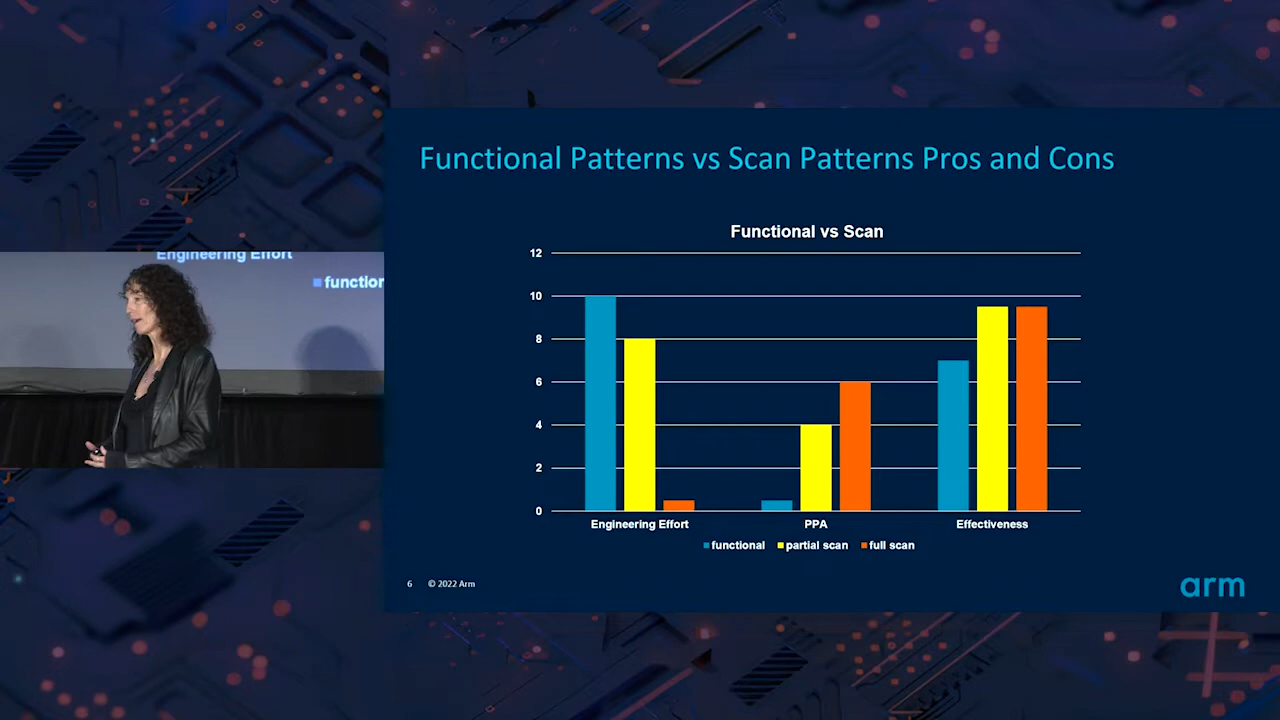 Functional Patterns vs Scan Patterns Pros and Cons
Functional vs Scan
12
10
8
6
4
2
0
Engineering Effort
PPA
Effectiveness
functional
partial scan
full scan
6
© 2022 Arm
arm
Engineering Effort
function